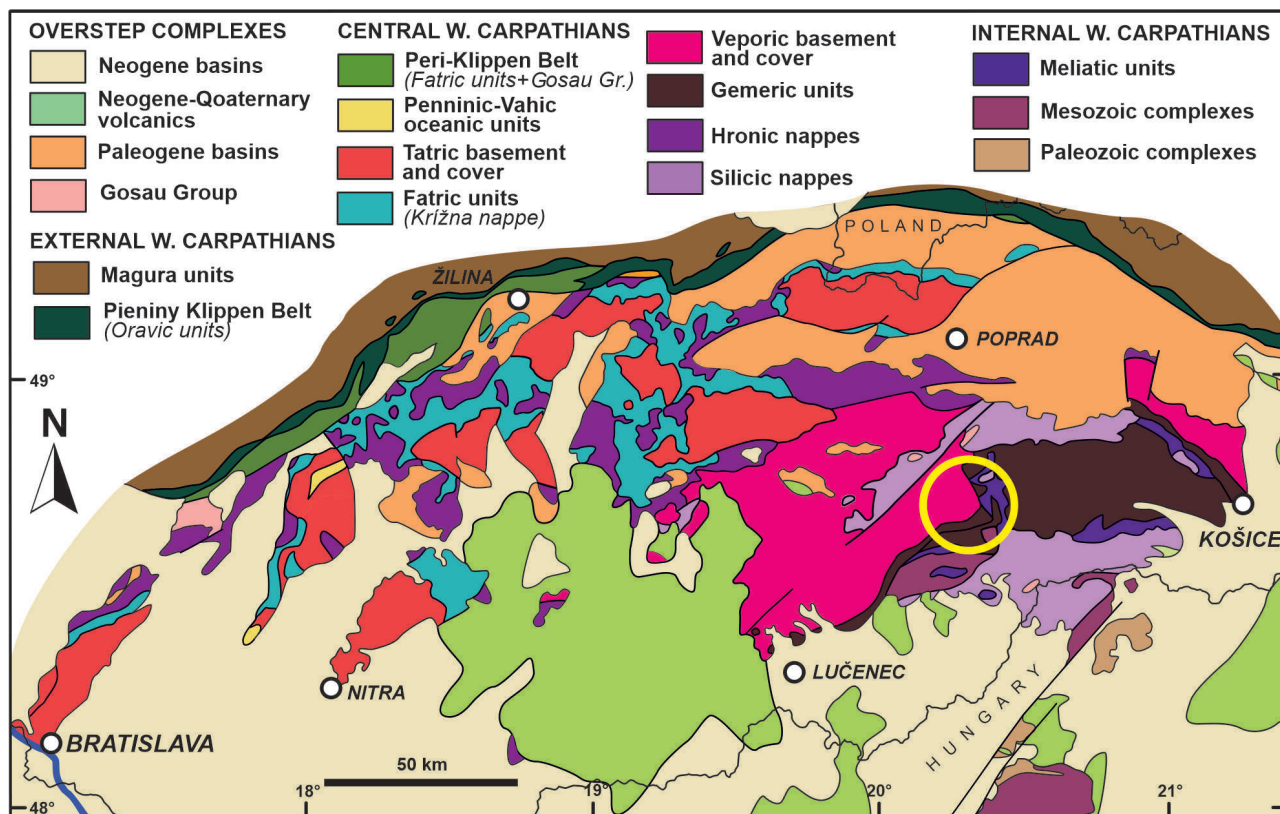 OVERSTEP COMPLEXES
Neogene basins
Neogene-Qoaternary
volcanics
Paleogene basins
Gosau Group
EXTERNAL W. CARPATHIANS
Magura units
Pieniny Klippen Belt
(Oravic units)
CENTRAL W. CARPATHIANS
Peri-Klippen Belt
(Fatric units+Gosau Gr.)
Penninic-Vahic
oceanic units
Tatric basement
and cover
Fatric units
(Krížna nappe)
Veporic basement
and cover
Gemeric units
Hronic nappes
Silicic nappes
INTERNAL W. CARPATHIANS
Meliatic units
Mesozoic complexes
Paleozoic complexes
POLAND
ŽILINA
POPRAD
49°
N
KOŠICE
LUČENEC
NITRA
HUNGARY
BRATISLAVA
50 km
48°
18°
19°
20°
21°